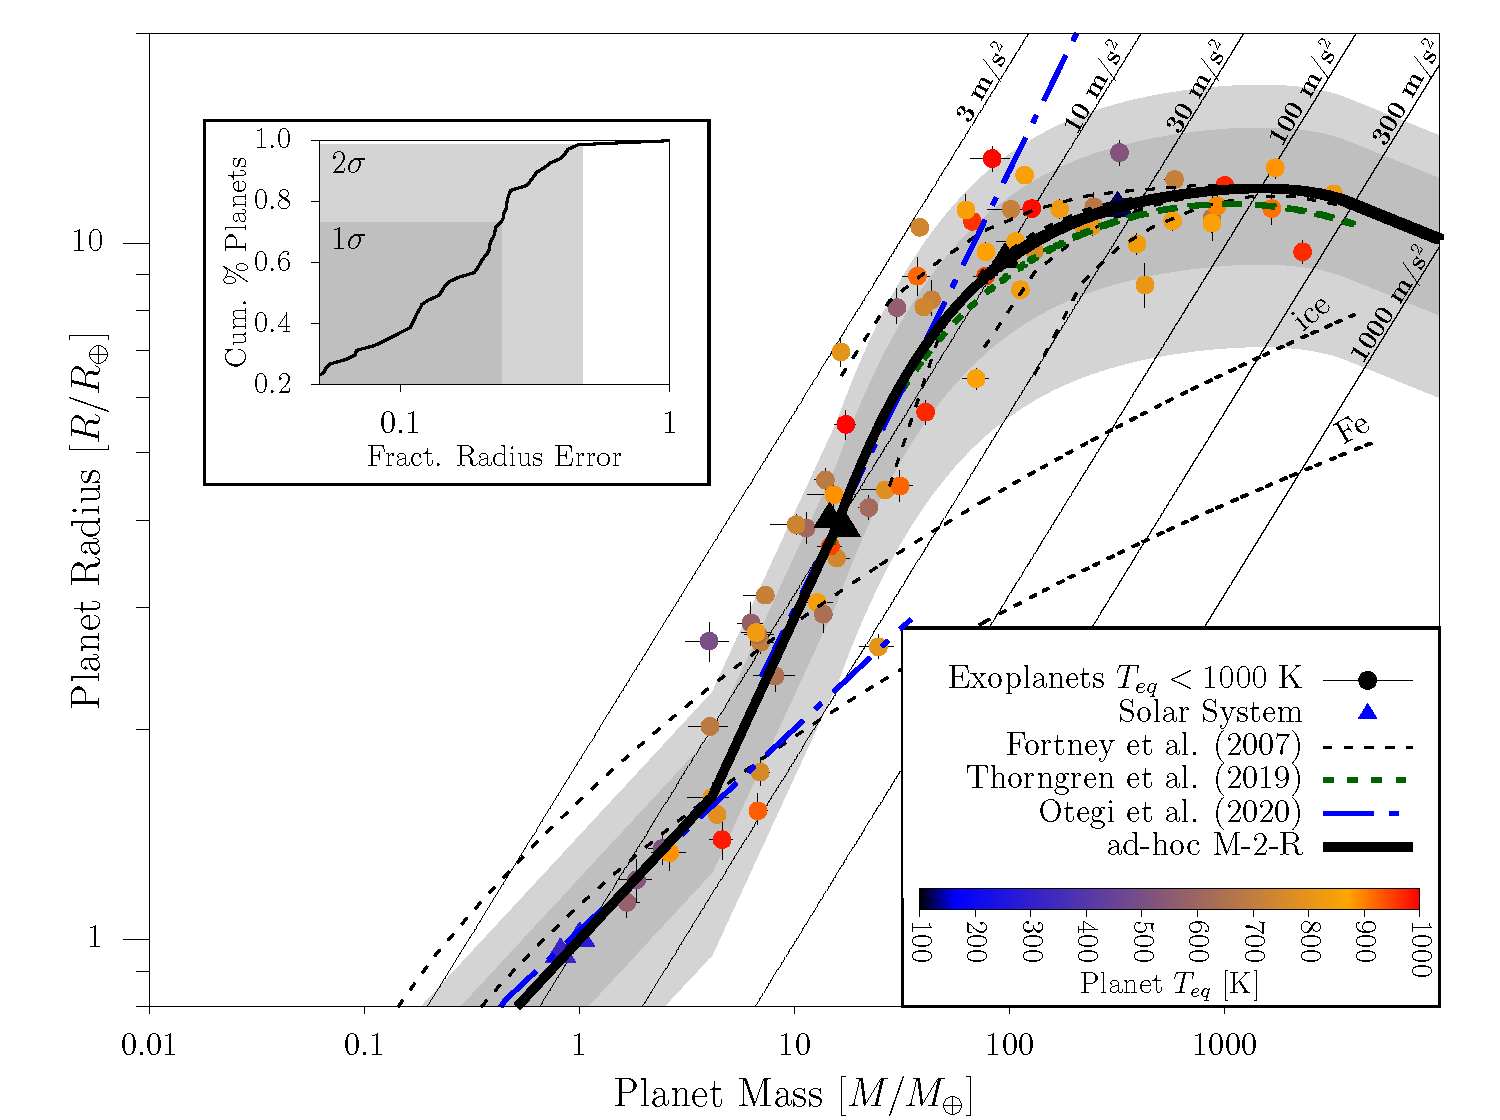 3 m/s²
10 m/s²
30 m/s²
100 m/s²
300 m/s²
1000 m/s²
ice
Fe
Planet Radius [R/R⊕]
10
1
Cum. % Planets
1.0
0.8
0.6
0.4
0.2
2σ
1σ
0.1
1
Fract. Radius Error
Exoplanets T_eq < 1000 K
Solar System
Fortney et al. (2007)
Thorngren et al. (2019)
Otegi et al. (2020)
ad-hoc M-2-R
100
200
300
400
500
600
700
800
900
1000
Planet T_eq [K]
0.01
0.1
1
10
100
1000
Planet Mass [M/M⊕]